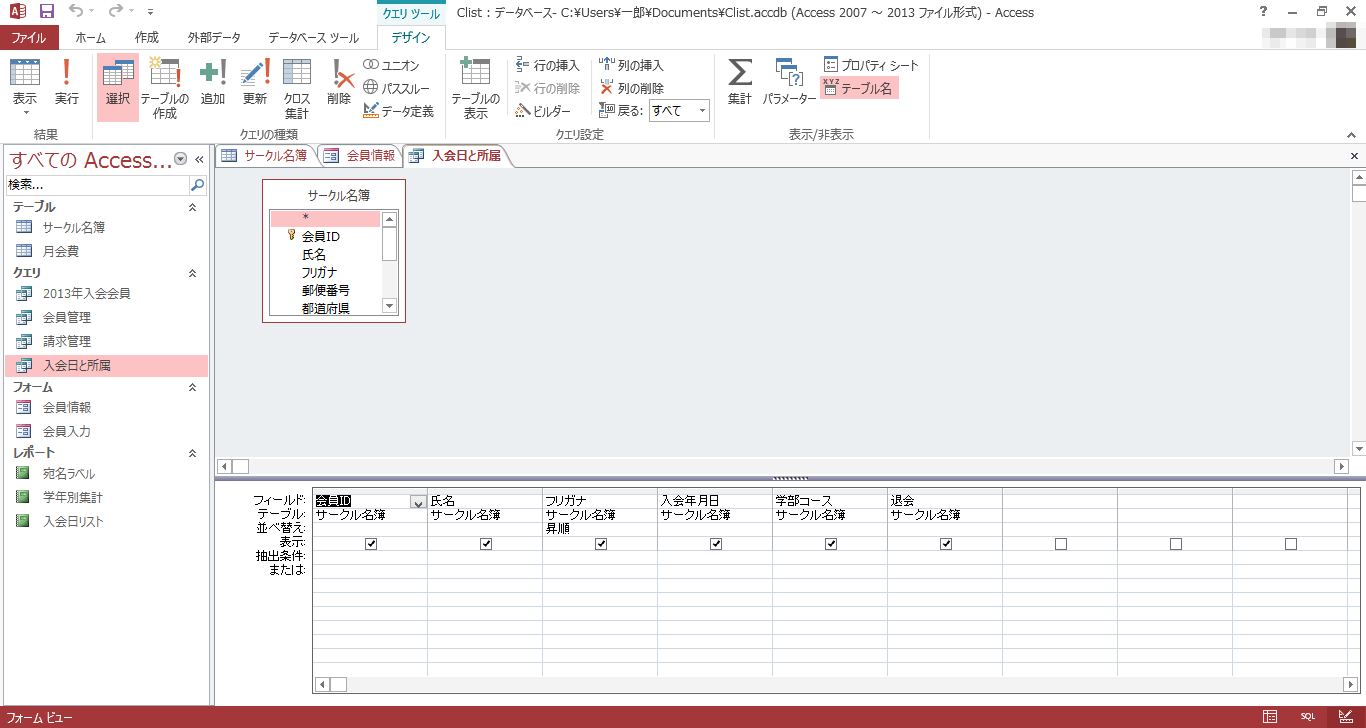 クエリ ツール
Clist : データベース- C:¥Users¥一郎¥Documents¥Clist.accdb (Access 2007 ～ 2013 ファイル形式) - Access
?
ファイル ホーム 作成 外部データ データベース ツール デザイン
表示
実行
結果
選択
テーブルの
作成
追加
更新
クロス
集計
削除
ユニオン
パススルー
データ定義
クエリの種類
テーブルの
表示
行の挿入
行の削除
ビルダー
列の挿入
列の削除
戻る: すべて
クエリ設定
集計
パラメーター
プロパティ シート
XYZ
テーブル名
表示/非表示
すべての Access...
検索...
テーブル
サークル名簿
月会費
クエリ
2013年入会会員
会員管理
請求管理
入会日と所属
フォーム
会員情報
会員入力
レポート
宛名ラベル
学年別集計
入会日リスト
サークル名簿 会員情報 入会日と所属
サークル名簿
*
会員ID
氏名
フリガナ
郵便番号
都道府県
フィールド: 会員ID 氏名 フリガナ 入会年月日 学部コース 退会
テーブル: サークル名簿 サークル名簿 サークル名簿 サークル名簿 サークル名簿 サークル名簿
並べ替え: 昇順
表示:
抽出条件:
または:
フォーム ビュー
SQL